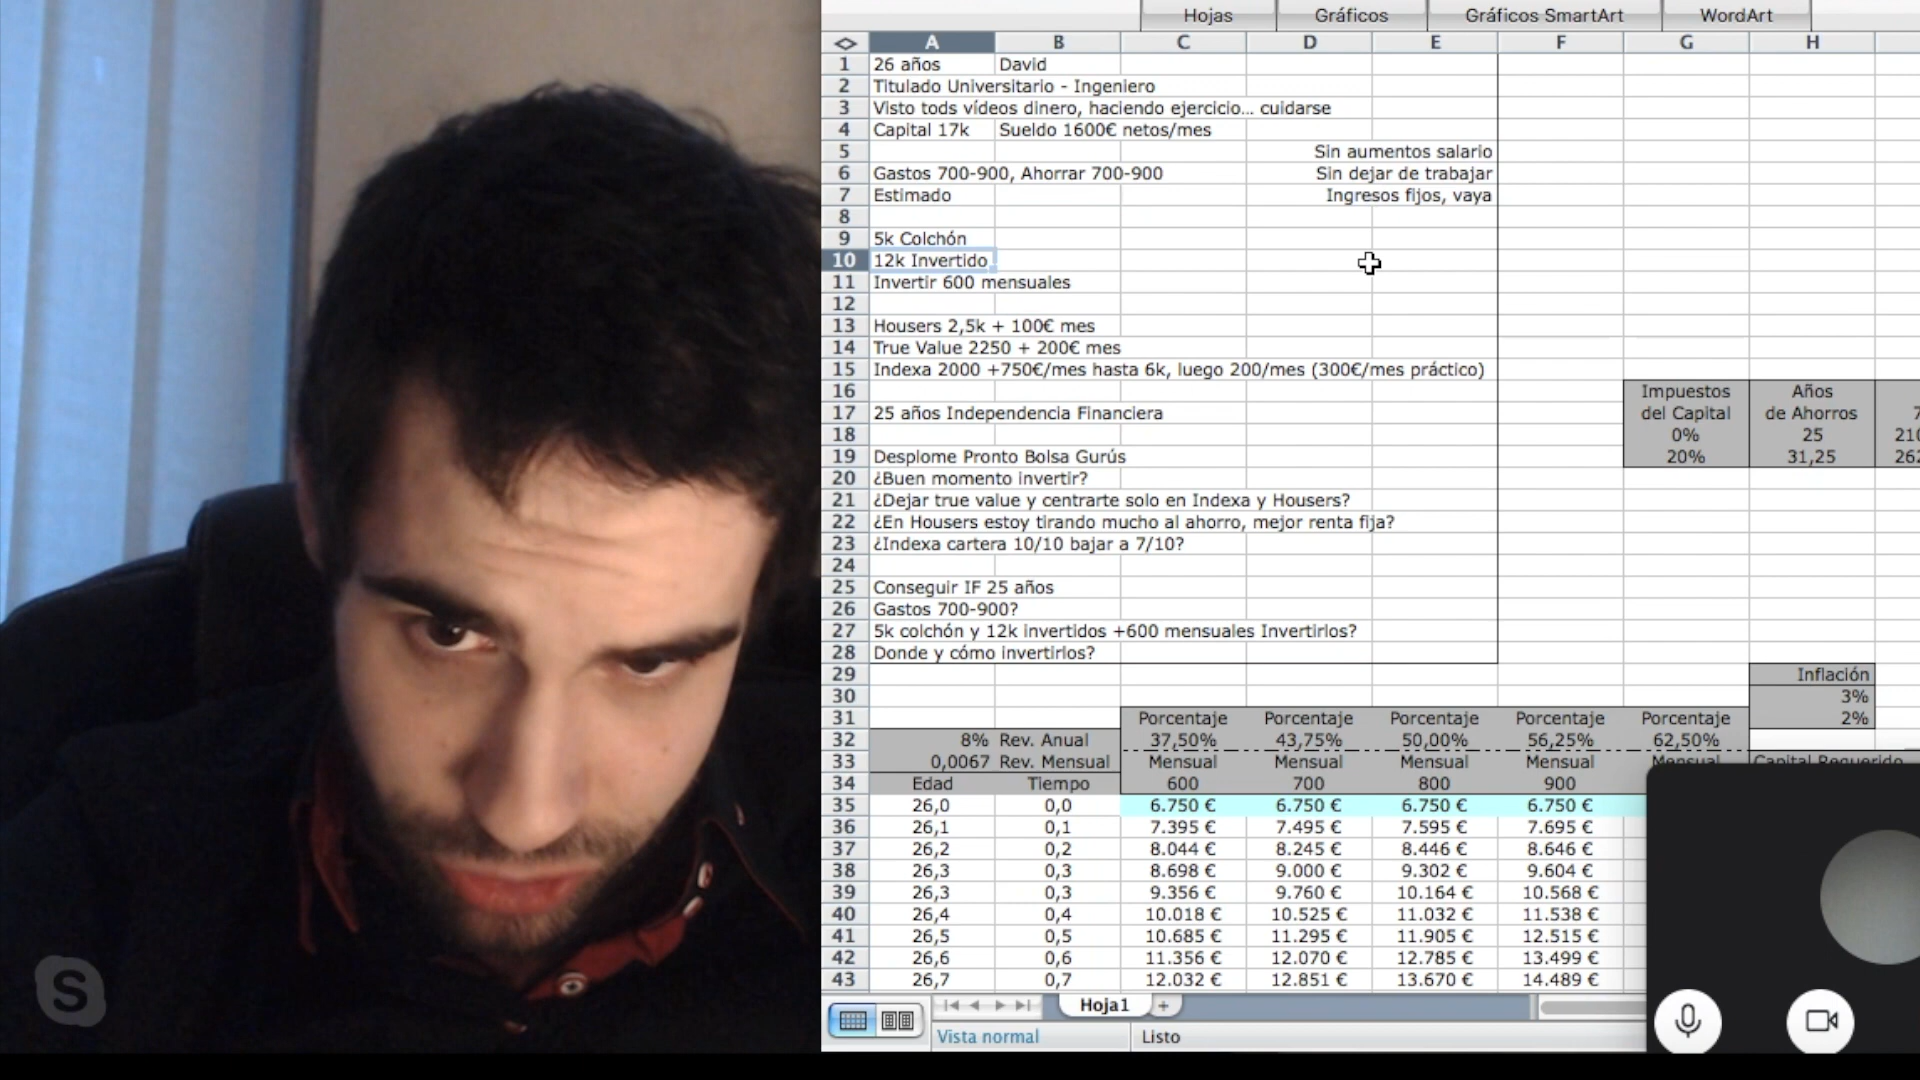 Hojas Gráficos Gráficos SmartArt WordArt
A B C D E F G H
1 26 años David
2 Titulado Universitario - Ingeniero
3 Visto tods vídeos dinero, haciendo ejercicio... cuidarse
4 Capital 17k Sueldo 1600€ netos/mes
5 Sin aumentos salario
6 Gastos 700-900, Ahorrar 700-900 Sin dejar de trabajar
7 Estimado Ingresos fijos, vaya
8
9 5k Colchón
10 12k Invertido
11 Invertir 600 mensuales
12
13 Housers 2,5k + 100€ mes
14 True Value 2250 + 200€ mes
15 Indexa 2000 +750€/mes hasta 6k, luego 200/mes (300€/mes práctico)
16 Impuestos Años
17 25 años Independencia Financiera del Capital de Ahorros 7
18 0% 25 210
19 Desplome Pronto Bolsa Gurús 20% 31,25 262
20 ¿Buen momento invertir?
21 ¿Dejar true value y centrarte solo en Indexa y Housers?
22 ¿En Housers estoy tirando mucho al ahorro, mejor renta fija?
23 ¿Indexa cartera 10/10 bajar a 7/10?
24
25 Conseguir IF 25 años
26 Gastos 700-900?
27 5k colchón y 12k invertidos +600 mensuales Invertirlos?
28 Donde y cómo invertirlos?
29 Inflación
30 3%
31 Porcentaje Porcentaje Porcentaje Porcentaje Porcentaje 2%
32 8% Rev. Anual 37,50% 43,75% 50,00% 56,25% 62,50%
33 0,0067 Rev. Mensual Mensual Mensual Mensual Mensual Mensual Capital Requerido
34 Edad Tiempo 600 700 800 900
35 26,0 0,0 6.750 € 6.750 € 6.750 € 6.750 €
36 26,1 0,1 7.395 € 7.495 € 7.595 € 7.695 €
37 26,2 0,2 8.044 € 8.245 € 8.446 € 8.646 €
38 26,3 0,3 8.698 € 9.000 € 9.302 € 9.604 €
39 26,3 0,3 9.356 € 9.760 € 10.164 € 10.568 €
40 26,4 0,4 10.018 € 10.525 € 11.032 € 11.538 €
41 26,5 0,5 10.685 € 11.295 € 11.905 € 12.515 €
42 26,6 0,6 11.356 € 12.070 € 12.785 € 13.499 €
43 26,7 0,7 12.032 € 12.851 € 13.670 € 14.489 €
Hoja1
Vista normal Listo
S